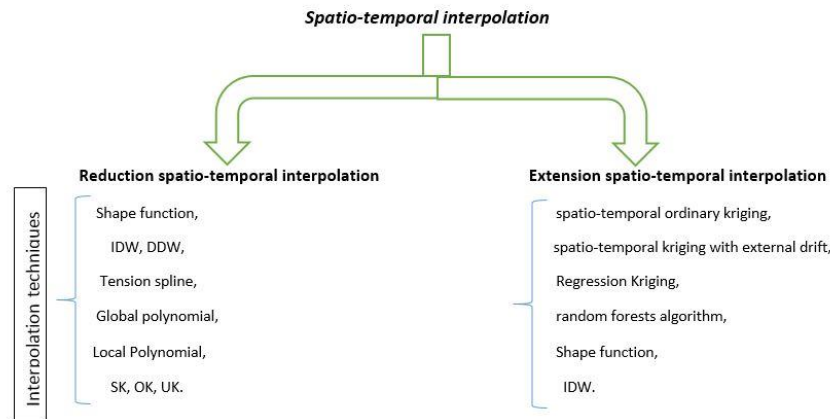 Spatio-temporal interpolation
Reduction spatio-temporal interpolation
Extension spatio-temporal interpolation
Interpolation techniques
Shape function,
IDW, DDW,
Tension spline,
Global polynomial,
Local Polynomial,
SK, OK, UK.
spatio-temporal ordinary kriging,
spatio-temporal kriging with external drift,
Regression Kriging,
random forests algorithm,
Shape function,
IDW.